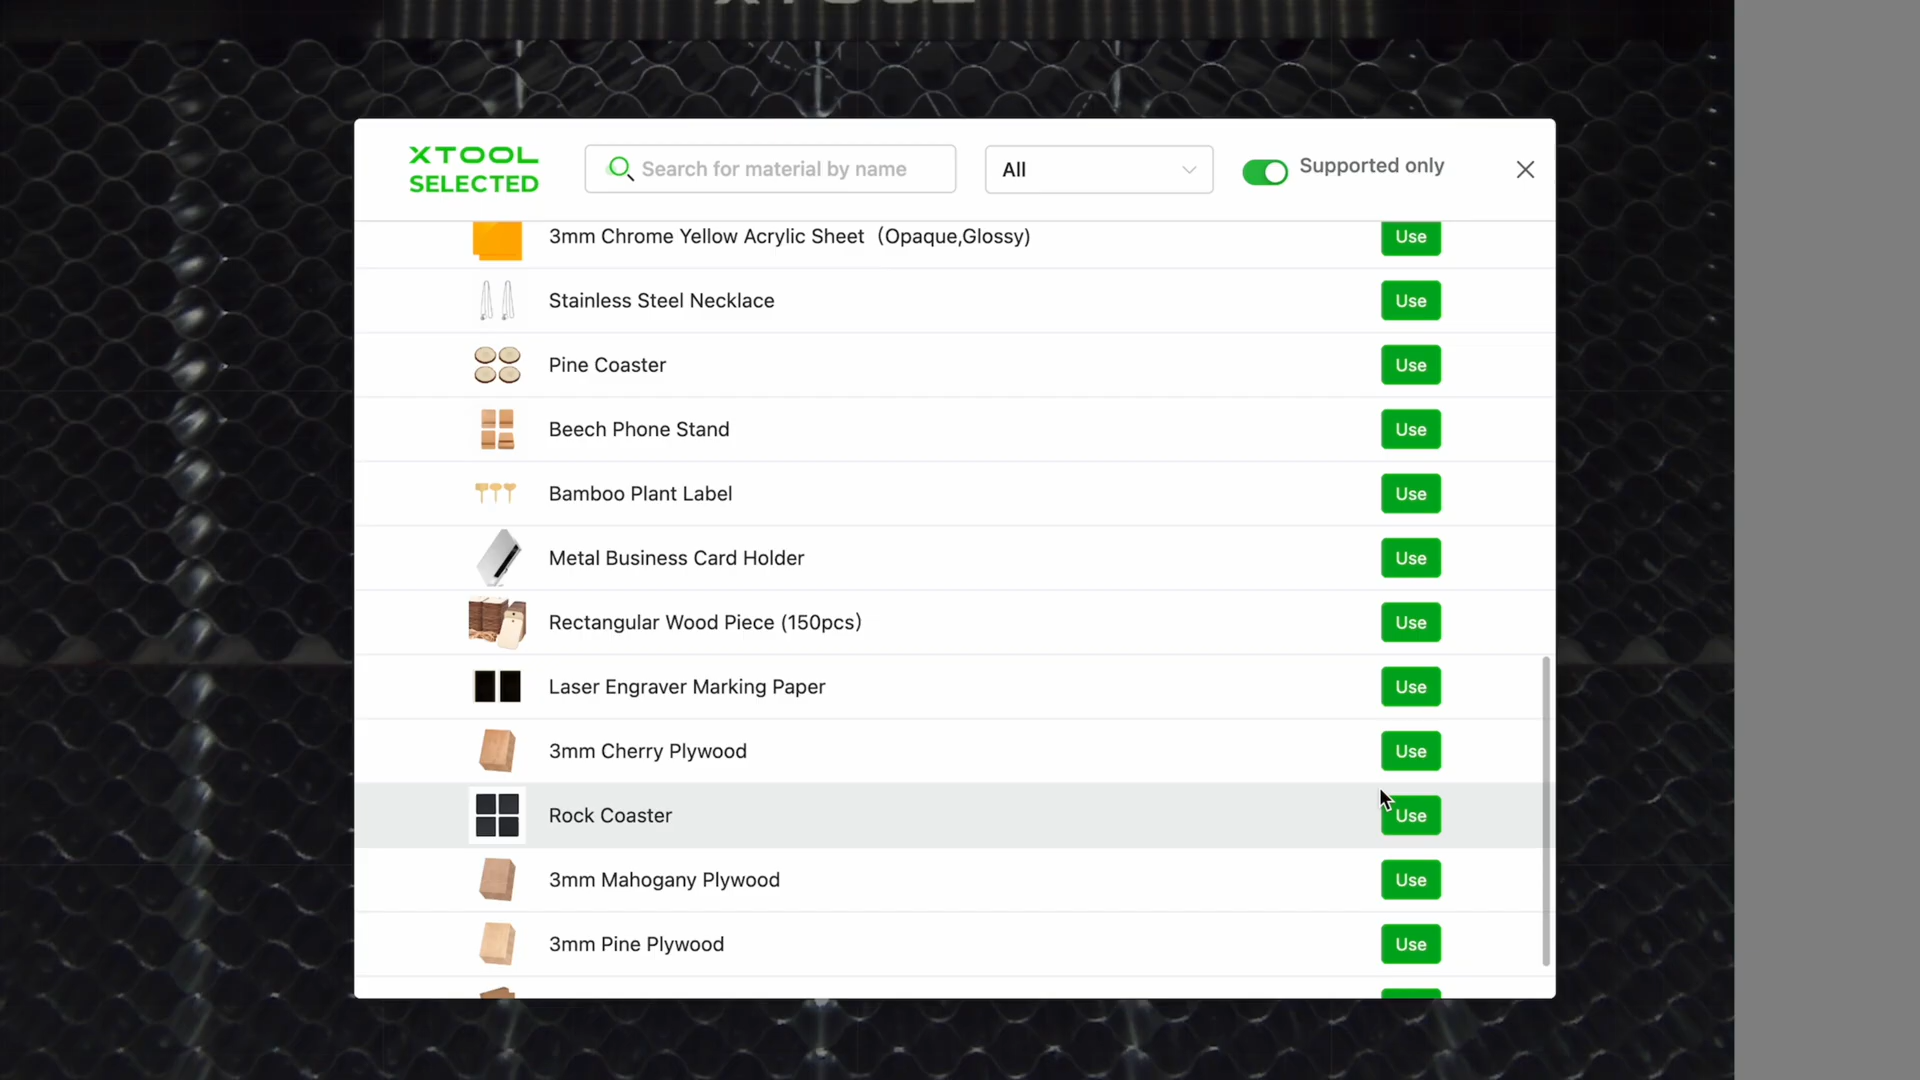 XTOOL
SELECTED
Search for material by name
All
Supported only
3mm Chrome Yellow Acrylic Sheet（Opaque,Glossy)
Use
Stainless Steel Necklace
Use
Pine Coaster
Use
Beech Phone Stand
Use
Bamboo Plant Label
Use
Metal Business Card Holder
Use
Rectangular Wood Piece (150pcs)
Use
Laser Engraver Marking Paper
Use
3mm Cherry Plywood
Use
Rock Coaster
Use
3mm Mahogany Plywood
Use
3mm Pine Plywood
Use